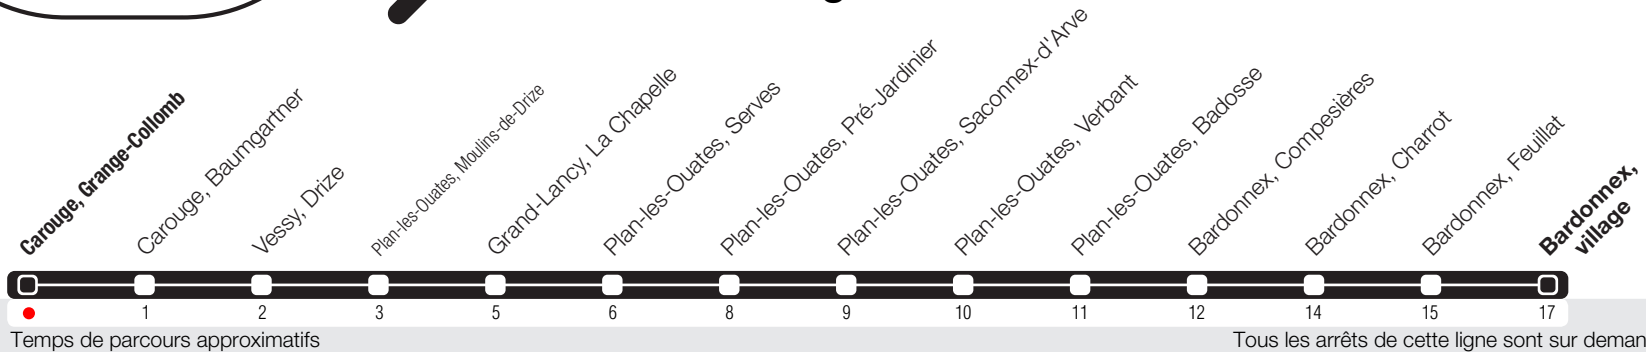 Carouge, Grange-Collomb
Carouge, Baumgartner
Vessy, Drize
Plan-les-Ouates, Moulins-de-Drize
Grand-Lancy, La Chapelle
Plan-les-Ouates, Serves
Plan-les-Ouates, Pré-Jardinier
Plan-les-Ouates, Saconnex-d'Arve
Plan-les-Ouates, Verbant
Plan-les-Ouates, Badosse
Bardonnex, Compesières
Bardonnex, Charrot
Bardonnex, Feuillat
Bardonnex,
village
1 2 3 5 6 8 9 10 11 12 14 15 17
Temps de parcours approximatifs
Tous les arrêts de cette ligne sont sur deman